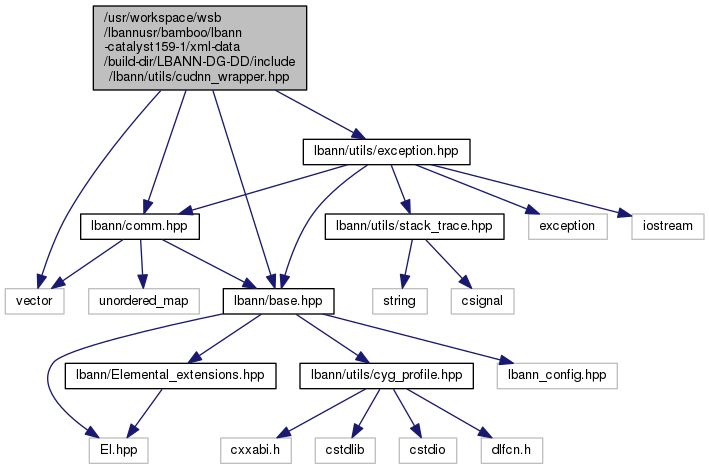 /usr/workspace/wsb
/lbannusr/bamboo/lbann
-catalyst159-1/xml-data
/build-dir/LBANN-DG-DD/include
/lbann/utils/cudnn_wrapper.hpp
lbann/utils/exception.hpp
lbann/comm.hpp
lbann/utils/stack_trace.hpp
exception
iostream
vector
unordered_map
lbann/base.hpp
string
csignal
lbann/Elemental_extensions.hpp
lbann/utils/cyg_profile.hpp
lbann_config.hpp
El.hpp
cxxabi.h
cstdlib
cstdio
dlfcn.h